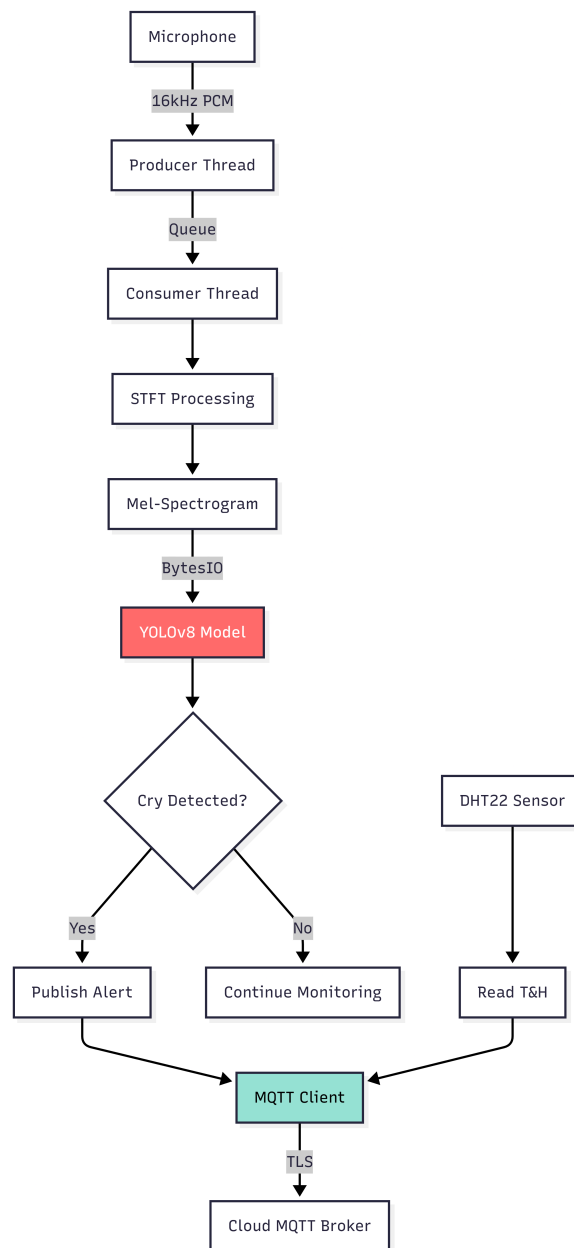 Microphone
16kHz PCM
Producer Thread
Queue
Consumer Thread
STFT Processing
Mel-Spectrogram
BytesIO
YOLOv8 Model
Cry Detected?
DHT22 Sensor
Yes
No
Publish Alert
Continue Monitoring
Read T&H
MQTT Client
TLS
Cloud MQTT Broker